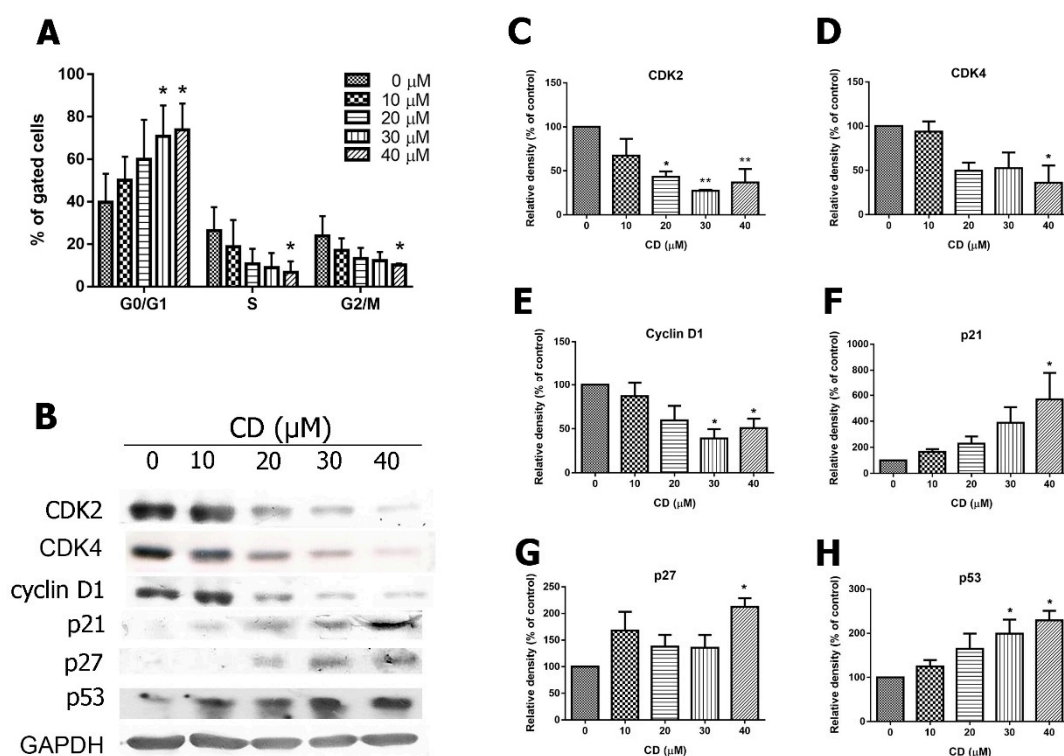 A
% of gated cells
100
80
60
40
20
0
* *
*
*
0 µM
10 µM
20 µM
30 µM
40 µM
G0/G1 S G2/M
B
CD (µM)
0 10 20 30 40
CDK2
CDK4
cyclin D1
p21
p27
p53
GAPDH
C
CDK2
Relative density (% of control)
150
100
50
0
* ** **
0 10 20 30 40
CD (µM)
D
CDK4
Relative density (% of control)
150
100
50
0
*
0 10 20 30 40
CD (µM)
E
Cyclin D1
Relative density (% of control)
150
100
50
0
* *
0 10 20 30 40
CD (µM)
F
p21
Relative density (% of control)
1000
800
600
400
200
0
*
0 10 20 30 40
CD (µM)
G
p27
Relative density (% of control)
250
200
150
100
50
0
*
0 10 20 30 40
CD (µM)
H
p53
Relative density (% of control)
400
300
200
100
0
* *
0 10 20 30 40
CD (µM)